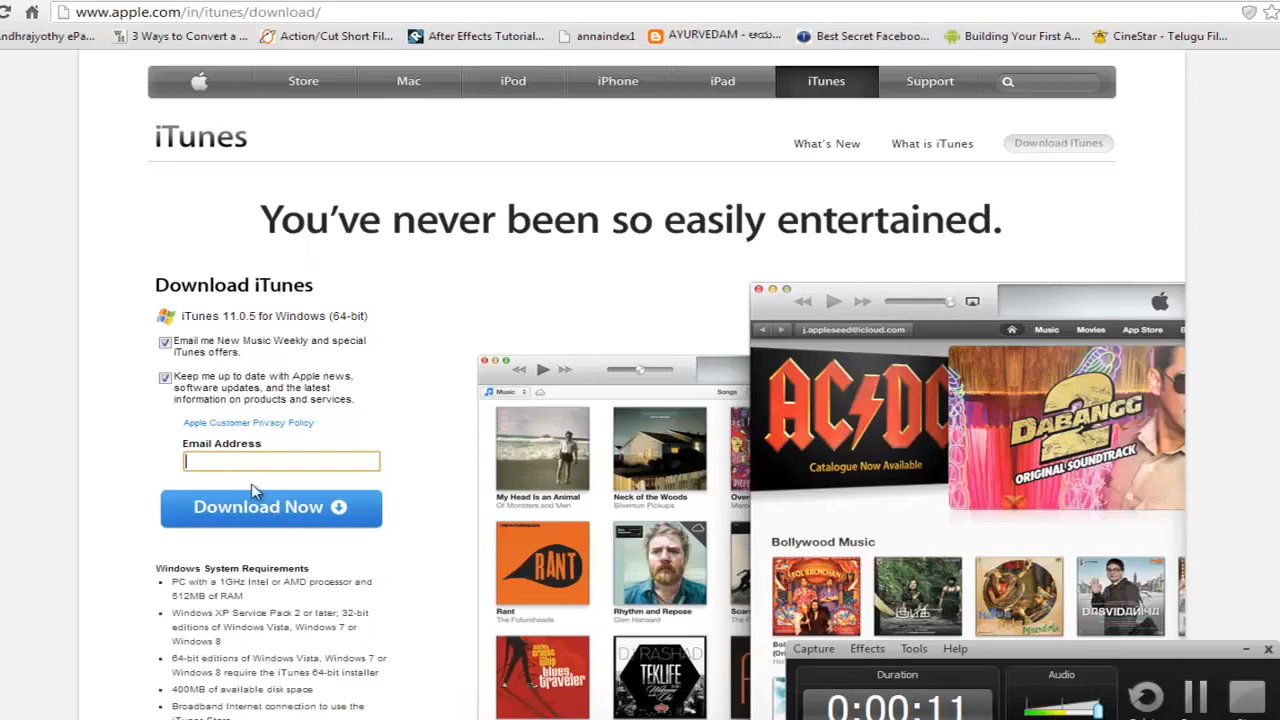 www.apple.com/in/itunes/download/
andhrajyothy ePa...
3 Ways to Convert a ...
Action/Cut Short Fil...
After Effects Tutorial...
annaindex1
Best Secret Faceboo...
Building Your First A...
CineStar - Telugu Fil...
Store
Mac
iPod
iPhone
iPad
iTunes
Support
iTunes
What's New
What is iTunes
Download iTunes
You've never been so easily entertained.
Download iTunes
iTunes 11.0.5 for Windows (64-bit)
Email me New Music Weekly and special
iTunes offers.
Keep me up to date with Apple news,
software updates, and the latest
information on products and services.
Apple Customer Privacy Policy
Email Address
Download Now
Windows System Requirements
PC with a 1GHz Intel or AMD processor and
512MB of RAM
Windows XP Service Pack 2 or later; 32-bit
editions of Windows Vista, Windows 7 or
Windows 8
64-bit editions of Windows Vista, Windows 7 or
Windows 8 require the iTunes 64-bit installer
400MB of available disk space
Broadband Internet connection to use the
iTunes Store
Music
Songs
My Head Is an Animal
Of Monsters and Men
Neck of the Woods
Silversun Pickups
RANT
Rant
The Futureheads
Rhythm and Repose
Glen Hansard
blues,
traveler
DARASHAD
TEKLIFE
j.appleseed@icloud.com
Music
Movies
App Store
AC/DC
Catalogue Now Available
DABANGG
2
ORIGINAL SOUNDTRACK
Bollywood Music
BOL BACHCHAN
DAVID
Capture
Effects
Tools
Help
Duration
Audio
0:00:11